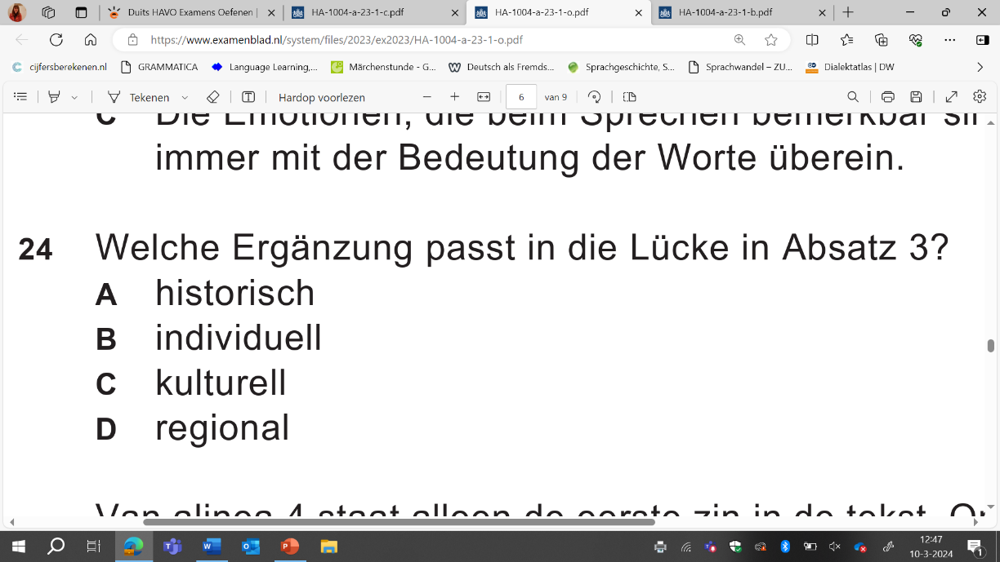 Duits HAVO Examens Oefenen |
HA-1004-a-23-1-c.pdf
HA-1004-a-23-1-o.pdf
HA-1004-a-23-1-b.pdf
https://www.examenblad.nl/system/files/2023/ex2023/HA-1004-a-23-1-o.pdf
cijfersberekenen.nl
GRAMMATICA
Language Learning,...
Märchenstunde - G...
Deutsch als Fremds...
Sprachgeschichte, S...
Sprachwandel – ZU...
Dialektatlas | DW
Tekenen
Hardop voorlezen
6
van 9
C Die Emotionen, die beim Sprechen bemerkbar
immer mit der Bedeutung der Worte überein.
24 Welche Ergänzung passt in die Lücke in Absatz 3?
A historisch
B individuell
C kulturell
D regional
Van alinea 4 staat alleen de eerste zin in de tekst.
12:47
10-3-2024
1